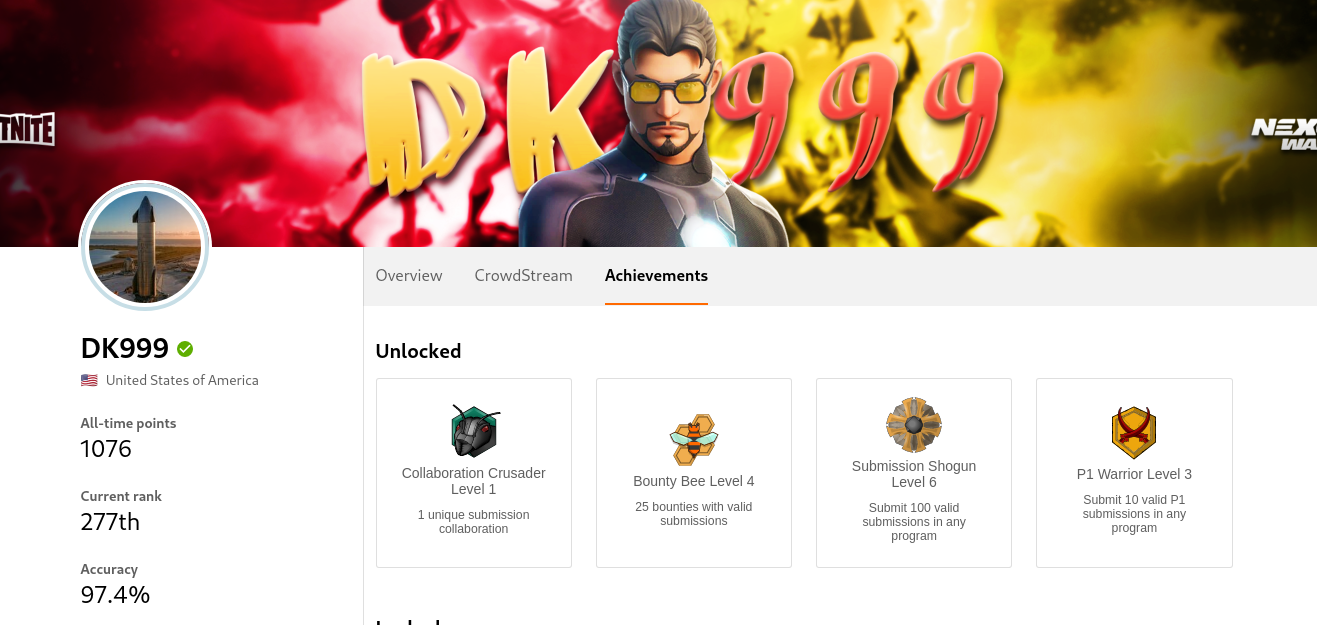 DK999
TNITE
NEX
WA
Overview CrowdStream Achievements
DK999
United States of America
All-time points
1076
Current rank
277th
Accuracy
97.4%
Unlocked
Collaboration Crusader
Level 1
1 unique submission
collaboration
Bounty Bee Level 4
25 bounties with valid
submissions
Submission Shogun
Level 6
Submit 100 valid
submissions in any
program
P1 Warrior Level 3
Submit 10 valid P1
submissions in any
program